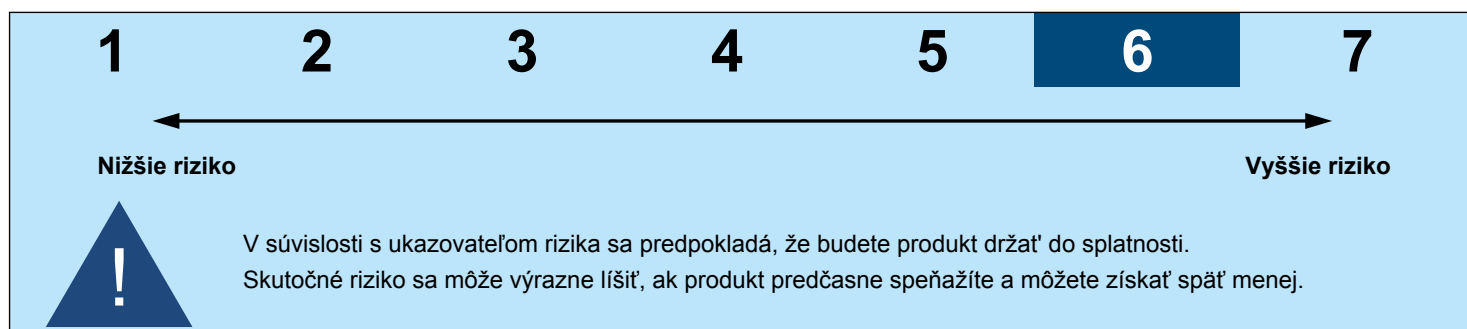 1 2 3 4 5 6 7
Nižšie riziko Vyššie riziko
!
V súvislosti s ukazovateľom rizika sa predpokladá, že budete produkt držat' do splatnosti.
Skutočné riziko sa môže výrazne líšiť, ak produkt predčasne speňažíte a môžete získať späť menej.